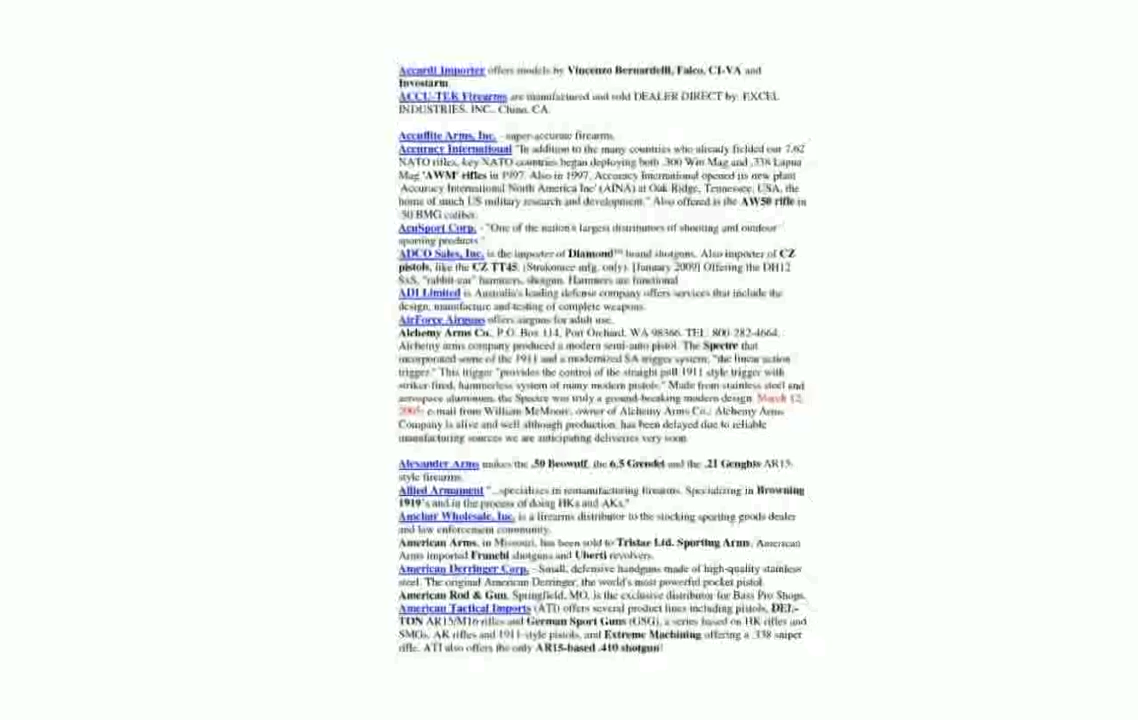 Accardi Importer offers models by Vincenzo Bernardelli, Falco, CI-VA and
Investarm.
ACCU-TEK Firearms are manufactured and sold DEALER DIRECT by: EXCEL
INDUSTRIES, INC., Chino, CA.
Accuflite Arms, Inc. - super-accurate firearms.
Accuracy International "In addition to the many countries who already fielded our 7.62
NATO rifles, key NATO countries began deploying both .300 Win Mag and .338 Lapua
Mag 'AWM' rifles in 1997. Also in 1997, Accuracy International opened its new plant
'Accuracy International North America Inc' (AINA) at Oak Ridge, Tennessee, USA, the
home of much US military research and development." Also offered is the AW50 rifle in
.50 BMG caliber.
AcuSport Corp. - "One of the nation's largest distributors of shooting and outdoor
sporting products."
ADCO Sales, Inc. is the importer of Diamond™ brand shotguns. Also importer of CZ
pistols, like the CZ TT45. (Strakonice mfg. only). [January 2009] Offering the DH12
SxS, "rabbit-ear" hammers, shotgun. Hammers are functional.
ADI Limited is Australia's leading defense company offers services that include the
design, manufacture and testing of complete weapons.
AirForce Airguns offers airguns for adult use.
Alchemy Arms Co., P.O. Box 114, Port Orchard, WA 98366. TEL: 800-282-4664.
Alchemy arms company produced a modern semi-auto pistol. The Spectre that
incorporated some of the 1911 and a modernized SA trigger system, "the linear action
trigger." This trigger "provides the control of the straight pull 1911 style trigger with
striker-fired, hammerless system of many modern pistols." Made from stainless steel and
aerospace aluminum, the Spectre was truly a ground-breaking modern design. March 12,
e-mail from William McMoore, owner of Alchemy Arms Co.: Alchemy Arms
Company is alive and well although production, has been delayed due to reliable
manufacturing sources we are anticipating deliveries very soon.
Alexander Arms makes the .50 Beowulf, the 6.5 Grendel and the .21 Genghis AR15-
style firearms.
Allied Armament "...specializes in remanufacturing firearms. Specializing in Browning
1919's and in the process of doing HKs and AKs."
Amchar Wholesale, Inc. is a firearms distributor to the stocking sporting goods dealer
and law enforcement community.
American Arms, in Missouri, has been sold to Tristar Ltd. Sporting Arms. American
Arms imported Franchi shotguns and Uberti revolvers.
American Derringer Corp. - Small, defensive handguns made of high-quality stainless
steel. The original American Derringer, the world's most powerful pocket pistol.
American Rod & Gun, Springfield, MO, is the exclusive distributor for Bass Pro Shops.
American Tactical Imports (ATI) offers several product lines including pistols, DEL-
TON AR15/M16 rifles and German Sport Guns (GSG), a series based on HK rifles and
SMGs, AK rifles and 1911-style pistols, and Extreme Machining offering a .338 sniper
rifle. ATI also offers the only AR15-based .410 shotgun!